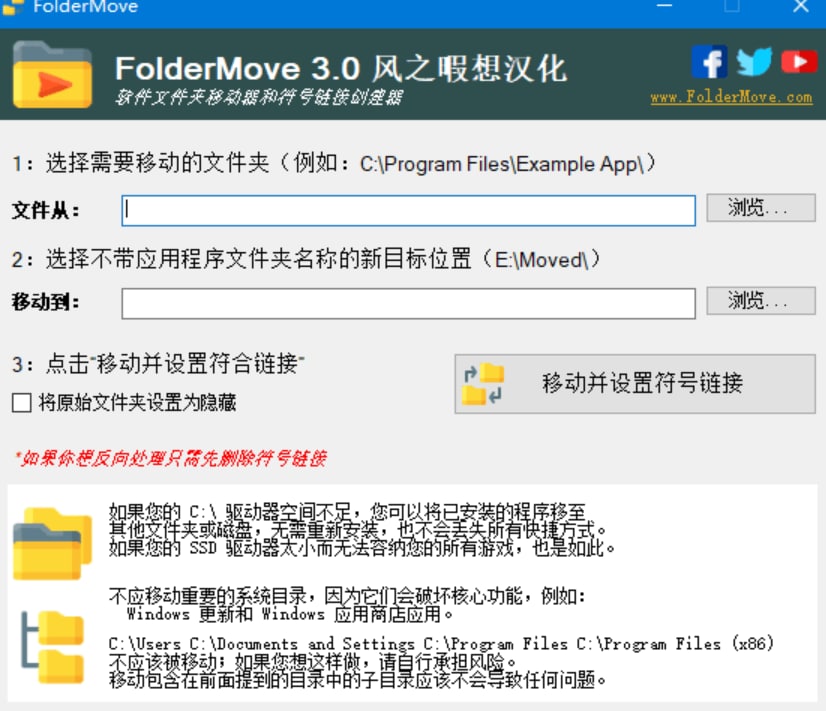 FolderMove
FolderMove 3.0 风之暇想汉化
软件文件夹移动器和符号链接创建器
www.FolderMove.com
1：选择需要移动的文件夹（例如：C:\Program Files\Example App\）
文件从：
浏览...
2：选择不带应用程序文件夹名称的新目标位置（E:\Moved\）
移动到：
浏览...
3：点击“移动并设置符合链接”
移动并设置符号链接
将原始文件夹设置为隐藏
*如果你想反向处理只需先删除符号链接
如果您的 C:\ 驱动器空间不足，您可以将已安装的程序移至
其他文件夹或磁盘，无需重新安装，也不会丢失所有快捷方式。
如果您的 SSD 驱动器太小而无法容纳您的所有游戏，也是如此。
不应移动重要的系统目录，因为它们会破坏核心功能，例如：
Windows 更新和 Windows 应用商店应用。
C:\Users C:\Documents and Settings C:\Program Files C:\Program Files (x86)
不应该被移动；如果您想这样做，请自行承担风险。
移动包含在前面提到的目录中的子目录应该不会导致任何问题。